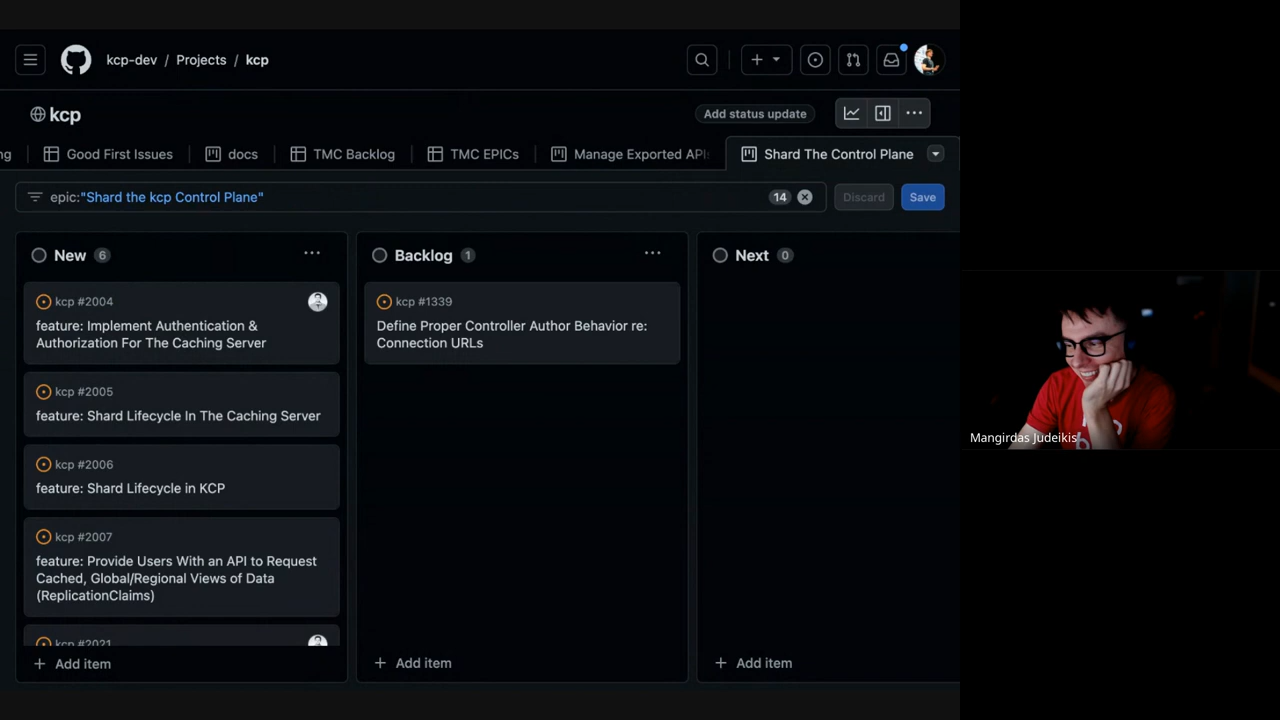 kcp-dev / Projects / kcp
kcp
Add status update
ng
Good First Issues
docs
TMC Backlog
TMC EPICs
Manage Exported APIs
Shard The Control Plane
epic:"Shard the kcp Control Plane"
14
Discard
Save
New 6
kcp #2004
feature: Implement Authentication &
Authorization For The Caching Server
kcp #2005
feature: Shard Lifecycle In The Caching Server
kcp #2006
feature: Shard Lifecycle in KCP
kcp #2007
feature: Provide Users With an API to Request
Cached, Global/Regional Views of Data
(ReplicationClaims)
kcp #2021
Add item
Backlog 1
kcp #1339
Define Proper Controller Author Behavior re:
Connection URLs
Add item
Next 0
Add item
Mangirdas Judeikis